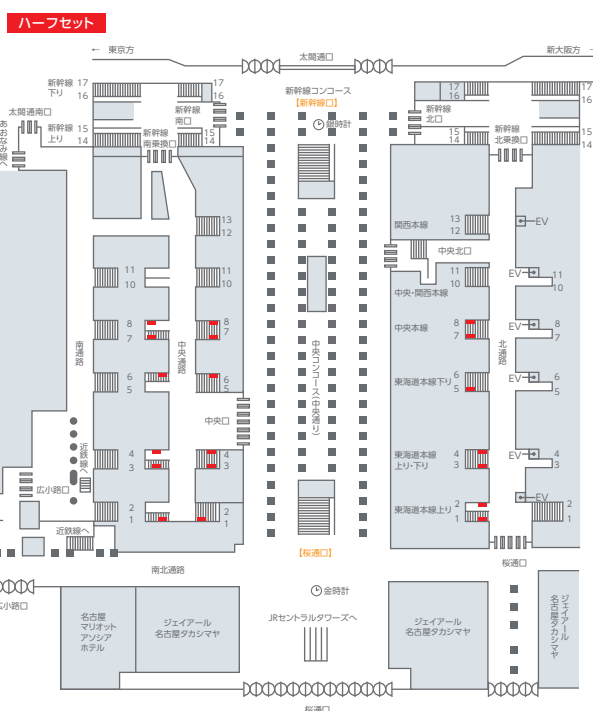 ハーフセット
← 東京方
太閤通口
新大阪方 →
新幹線 17
下り 16
17
16
新幹線コンコース
【新幹線口】
17
16
17
16
太閤通南口
新幹線
南口
銀時計
新幹線
北口
あおなみ線へ
新幹線 15
上り 14
新幹線
南乗換口
15
14
15
14
新幹線
北乗換口
15
14
13
12
関西本線
13
12
EV
中央北口
11
10
11
10
中央・関西本線
11
10
EV
11
10
南通路
8
7
中央通路
8
7
中央コンコース(中央通り)
中央本線
8
7
北通路
EV
8
7
6
5
6
5
東海道本線下り
6
5
EV
6
5
中央口
近鉄線へ
4
3
4
3
東海道本線
上り・下り
4
3
EV
4
3
広小路口
EV
2
1
2
1
東海道本線上り
2
1
2
1
近鉄線へ
【桜通口】
桜通口
南北通路
広小路口
金時計
名古屋
マリオット
アソシア
ホテル
ジェイアール
名古屋タカシマヤ
JRセントラルタワーズへ
ジェイアール
名古屋タカシマヤ
ジェイアール
名古屋タカシマヤ
桜通口